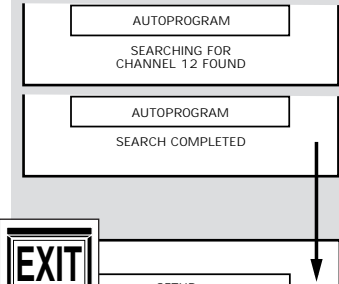 AUTOPROGRAM
SEARCHING FOR
CHANNEL 12 FOUND
AUTOPROGRAM
SEARCH COMPLETED
EXIT